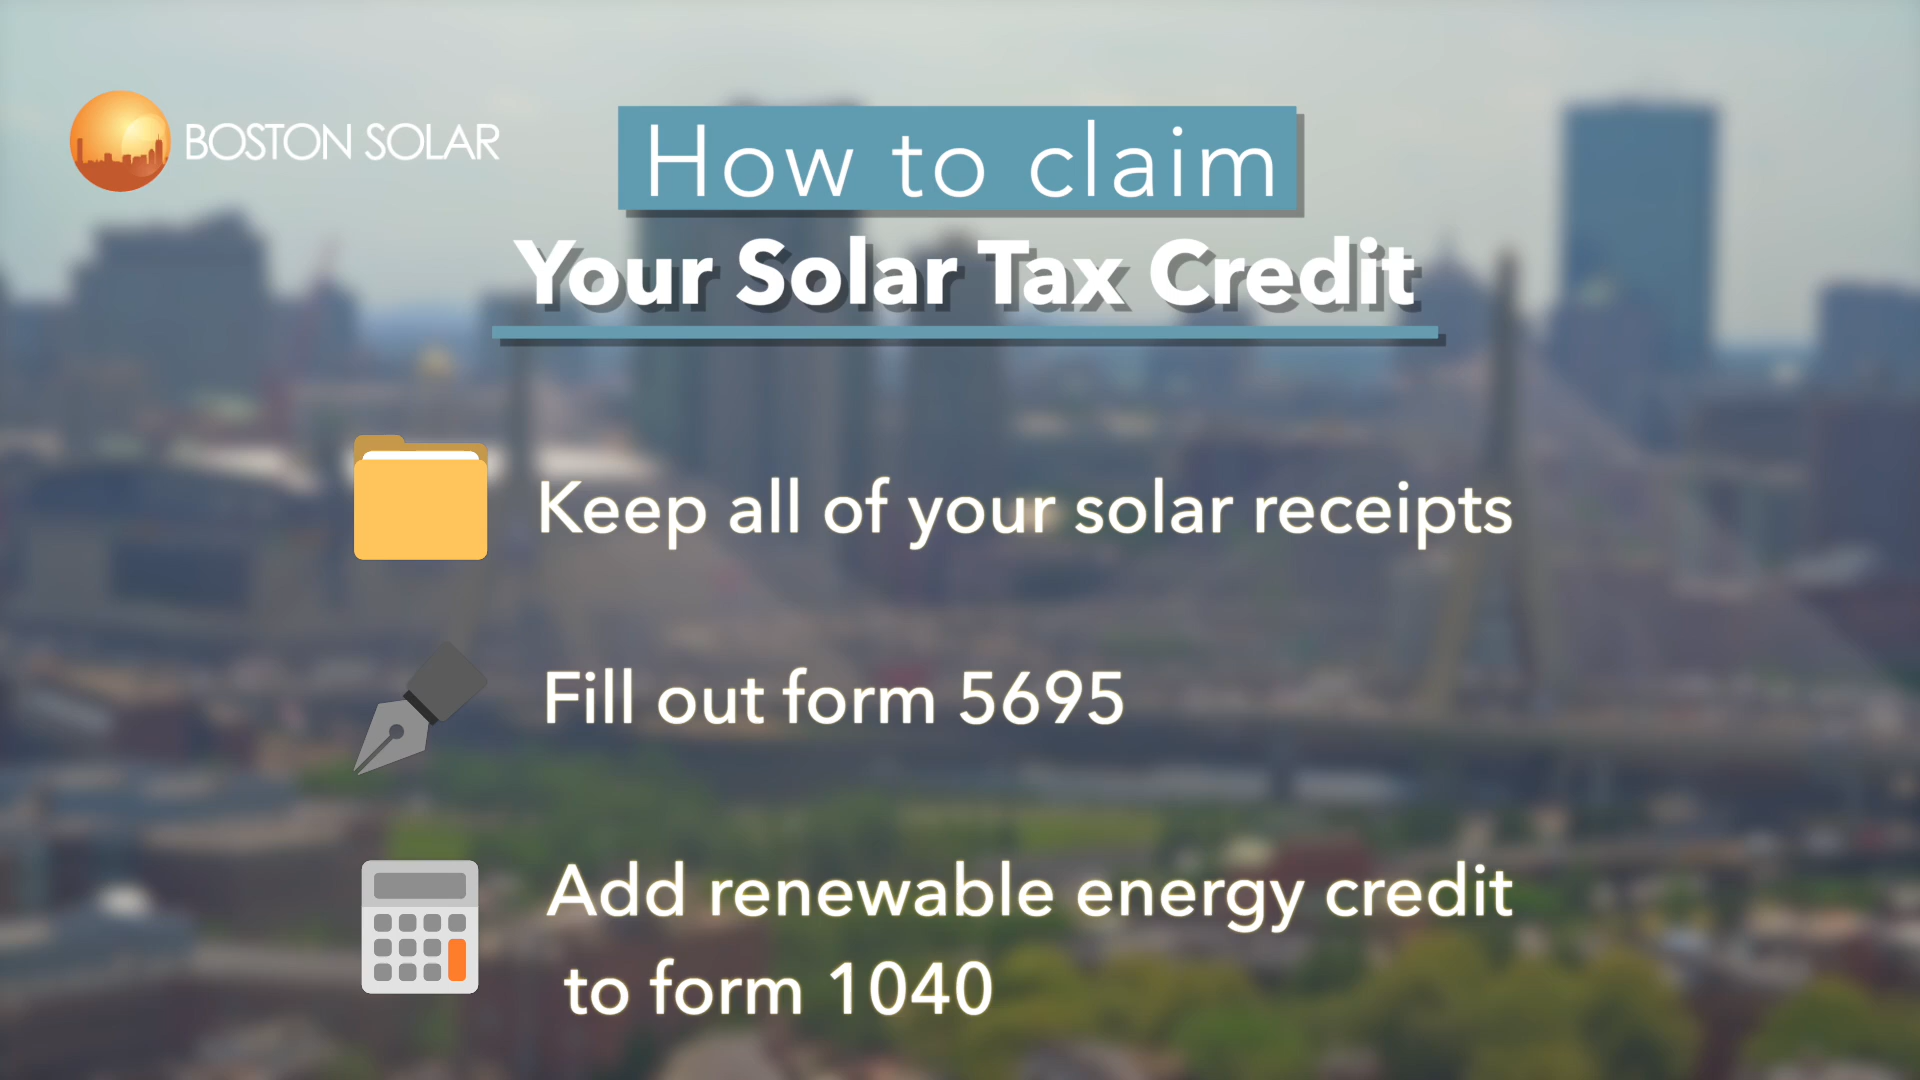 BOSTON SOLAR
How to claim
Your Solar Tax Credit
Keep all of your solar receipts
Fill out form 5695
Add renewable energy credit
to form 1040